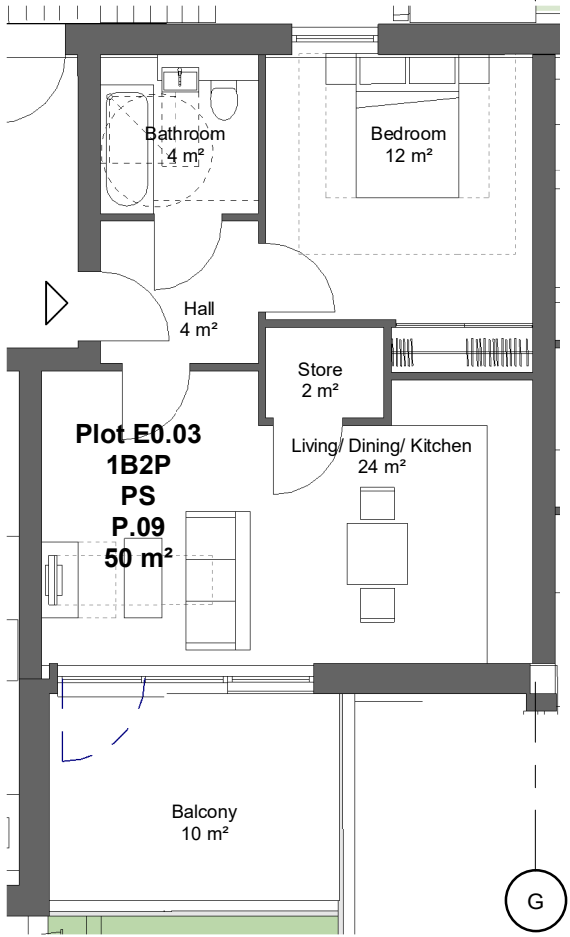 Bathroom
4 m²
Bedroom
12 m²
Hall
4 m²
Store
2 m²
Plot E0.03
1B2P
PS
P.09
50 m²
Living/ Dining/ Kitchen
24 m²
Balcony
10 m²
G